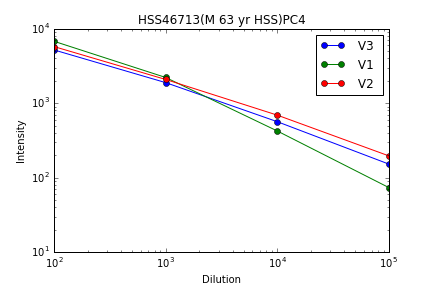 HSS46713(M 63 yr HSS)PC4
10^4
10^3
10^2
10^1
Intensity
V3
V1
V2
10^2
10^3
10^4
10^5
Dilution